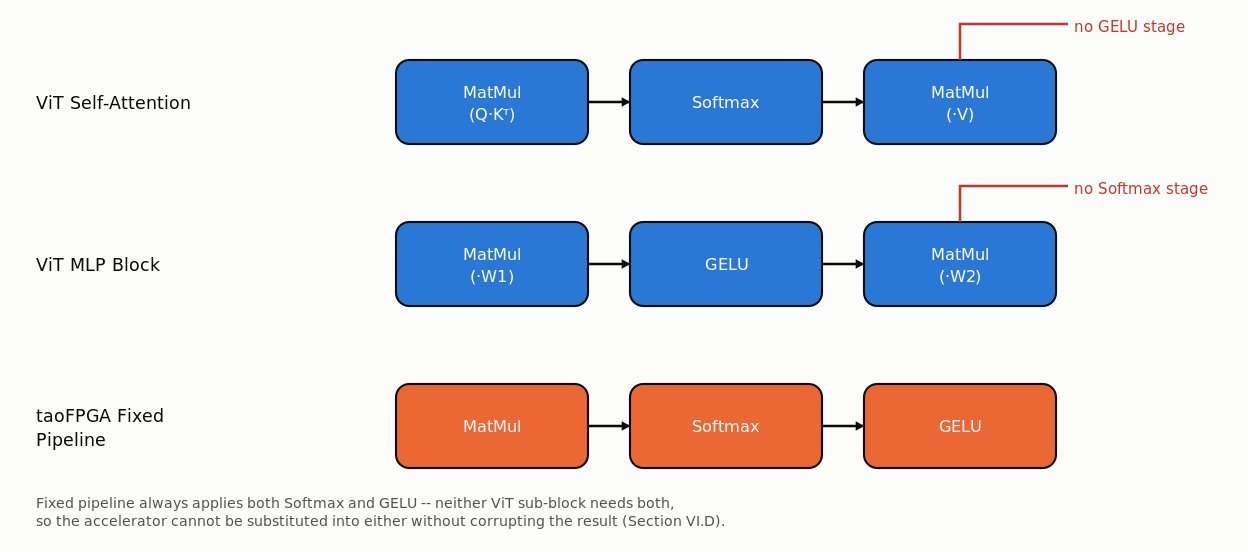 no GELU stage
ViT Self-Attention
MatMul
(Q·Kᵀ)
Softmax
MatMul
(·V)
no Softmax stage
ViT MLP Block
MatMul
(·W1)
GELU
MatMul
(·W2)
taoFPGA Fixed
Pipeline
MatMul
Softmax
GELU
Fixed pipeline always applies both Softmax and GELU -- neither ViT sub-block needs both,
so the accelerator cannot be substituted into either without corrupting the result (Section VI.D).